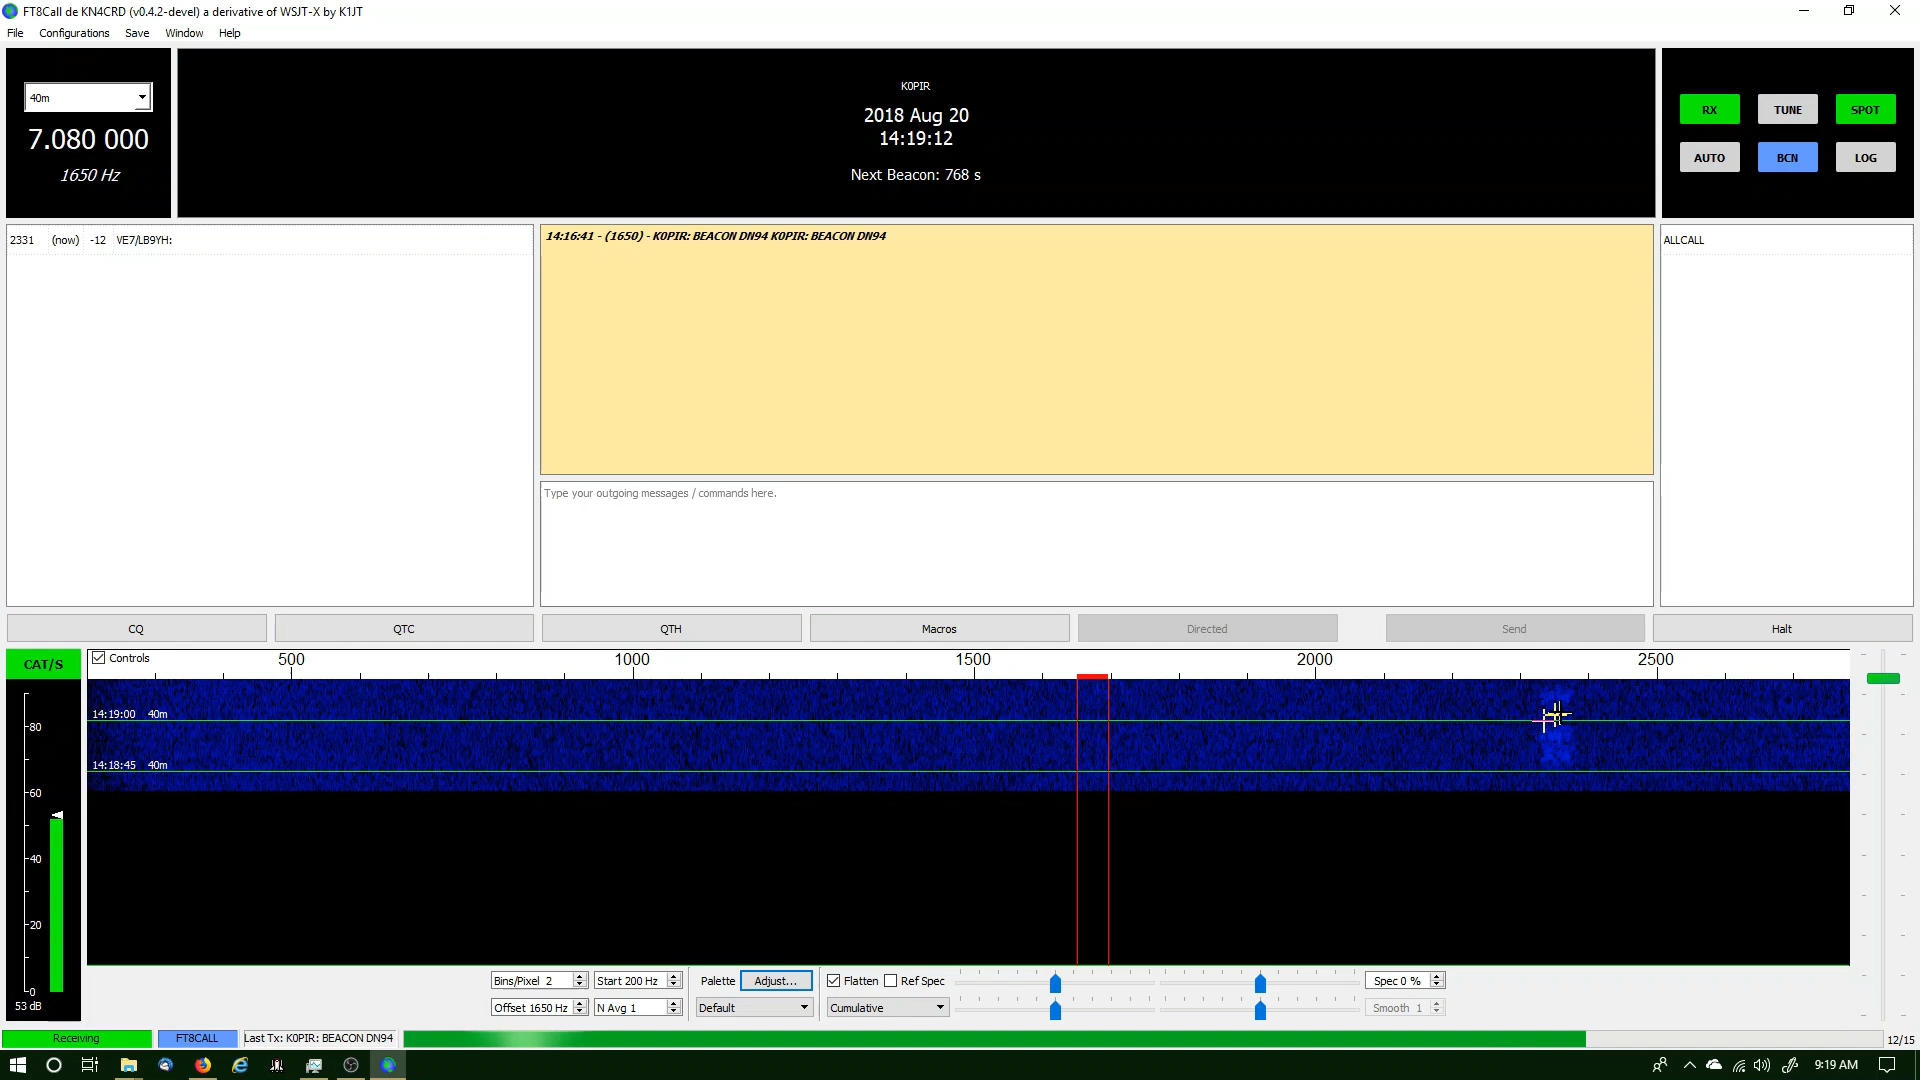 FT8Call de KN4CRD (v0.4.2-devel) a derivative of WSJT-X by K1JT
File Configurations Save Window Help
40m
7.080 000
1650 Hz
K0PIR
2018 Aug 20
14:19:12
Next Beacon: 768 s
RX TUNE SPOT
AUTO BCN LOG
2331 (now) -12 VE7/LB9YH:
14:16:41 - (1650) - K0PIR: BEACON DN94 K0PIR: BEACON DN94
ALLCALL
Type your outgoing messages / commands here.
CQ QTC QTH Macros Directed Send Halt
CAT/S
Controls 500 1000 1500 2000 2500
14:19:00 40m
14:18:45 40m
80
60
40
20
0
53 dB
Bins/Pixel 2 Start 200 Hz Palette Adjust... Flatten Ref Spec Spec 0 %
Offset 1650 Hz N Avg 1 Default Cumulative Smooth 1
Receiving FT8CALL Last Tx: K0PIR: BEACON DN94 12/15
9:19 AM